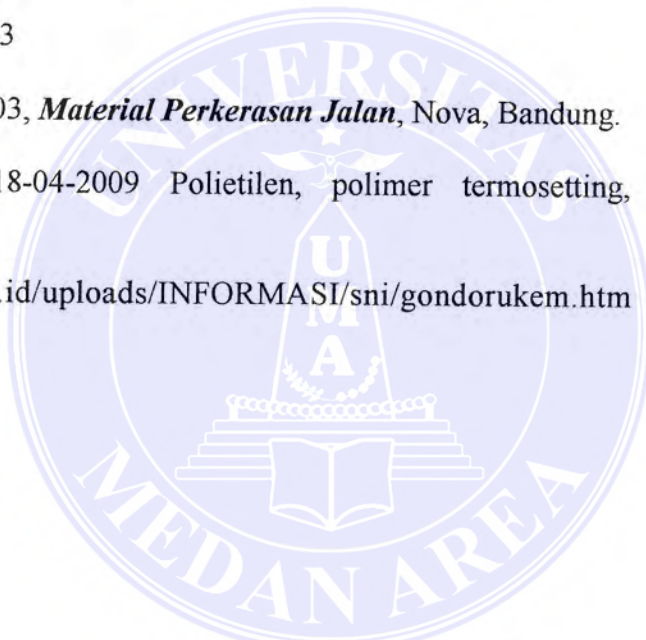 3
03, Material Perkerasan Jalan, Nova, Bandung.
18-04-2009 Polietilen, polimer termosetting,
.id/uploads/INFORMASI/sni/gondorukem.htm
UNIVERSITAS
UMA
MEDAN AREA